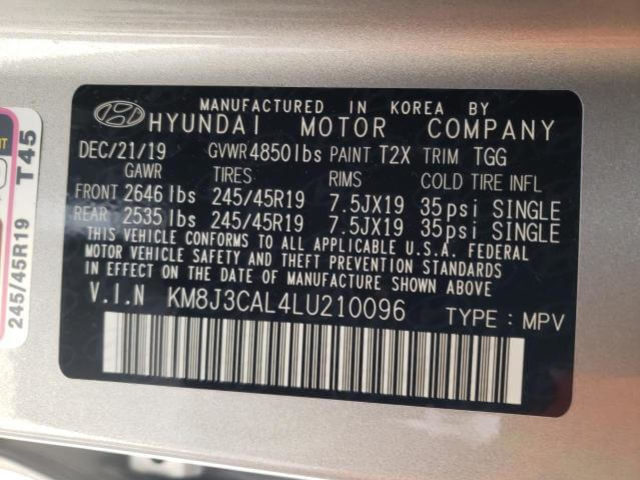 MANUFACTURED IN KOREA BY
HYUNDAI MOTOR COMPANY
DEC/21/19 GVWR 4850lbs PAINT T2X TRIM TGG
GAWR TIRES RIMS COLD TIRE INFL
FRONT 2646 lbs 245/45R19 7.5JX19 35psi SINGLE
REAR 2535 lbs 245/45R19 7.5JX19 35psi SINGLE
THIS VEHICLE CONFORMS TO ALL APPLICABLE U.S.A. FEDERAL
MOTOR VEHICLE SAFETY AND THEFT PREVENTION STANDARDS
IN EFFECT ON THE DATE OF MANUFACTURE SHOWN ABOVE.
V.I.N KM8J3CAL4LU210096 TYPE : MPV
245/45R19 T45